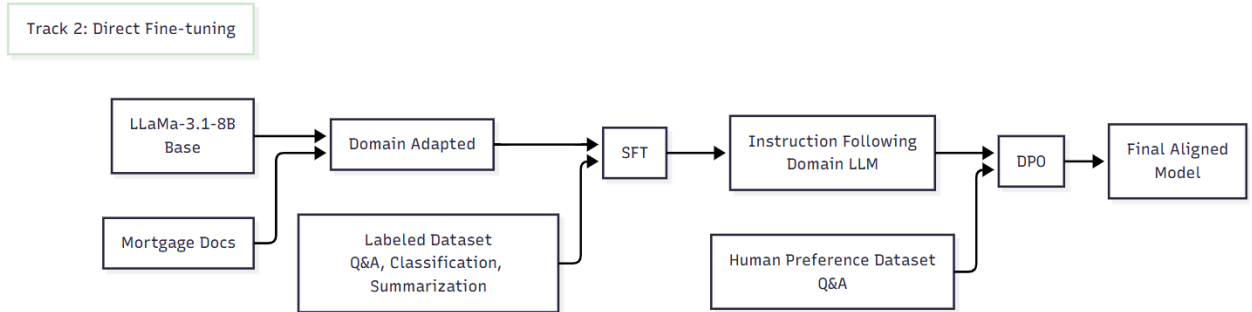 Track 2: Direct Fine-tuning
LLaMa-3.1-8B
Base
Mortgage Docs
Domain Adapted
Labeled Dataset
Q&A, Classification,
Summarization
SFT
Instruction Following
Domain LLM
Human Preference Dataset
Q&A
DPO
Final Aligned
Model